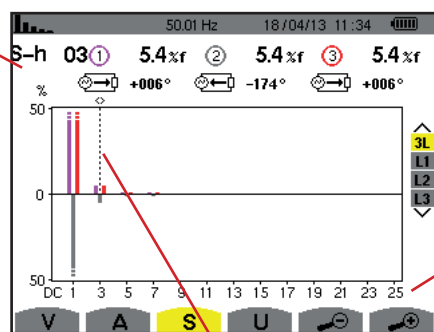 50.01 Hz 18/04/13 11:34
S-h 03 1 5.4%f 2 5.4%f 3 5.4%f
+006° -174° +006°
%
50
0
50
DC 1 3 5 7 9 11 13 15 17 19 21 23 25
3L
L1
L2
L3
V A S U